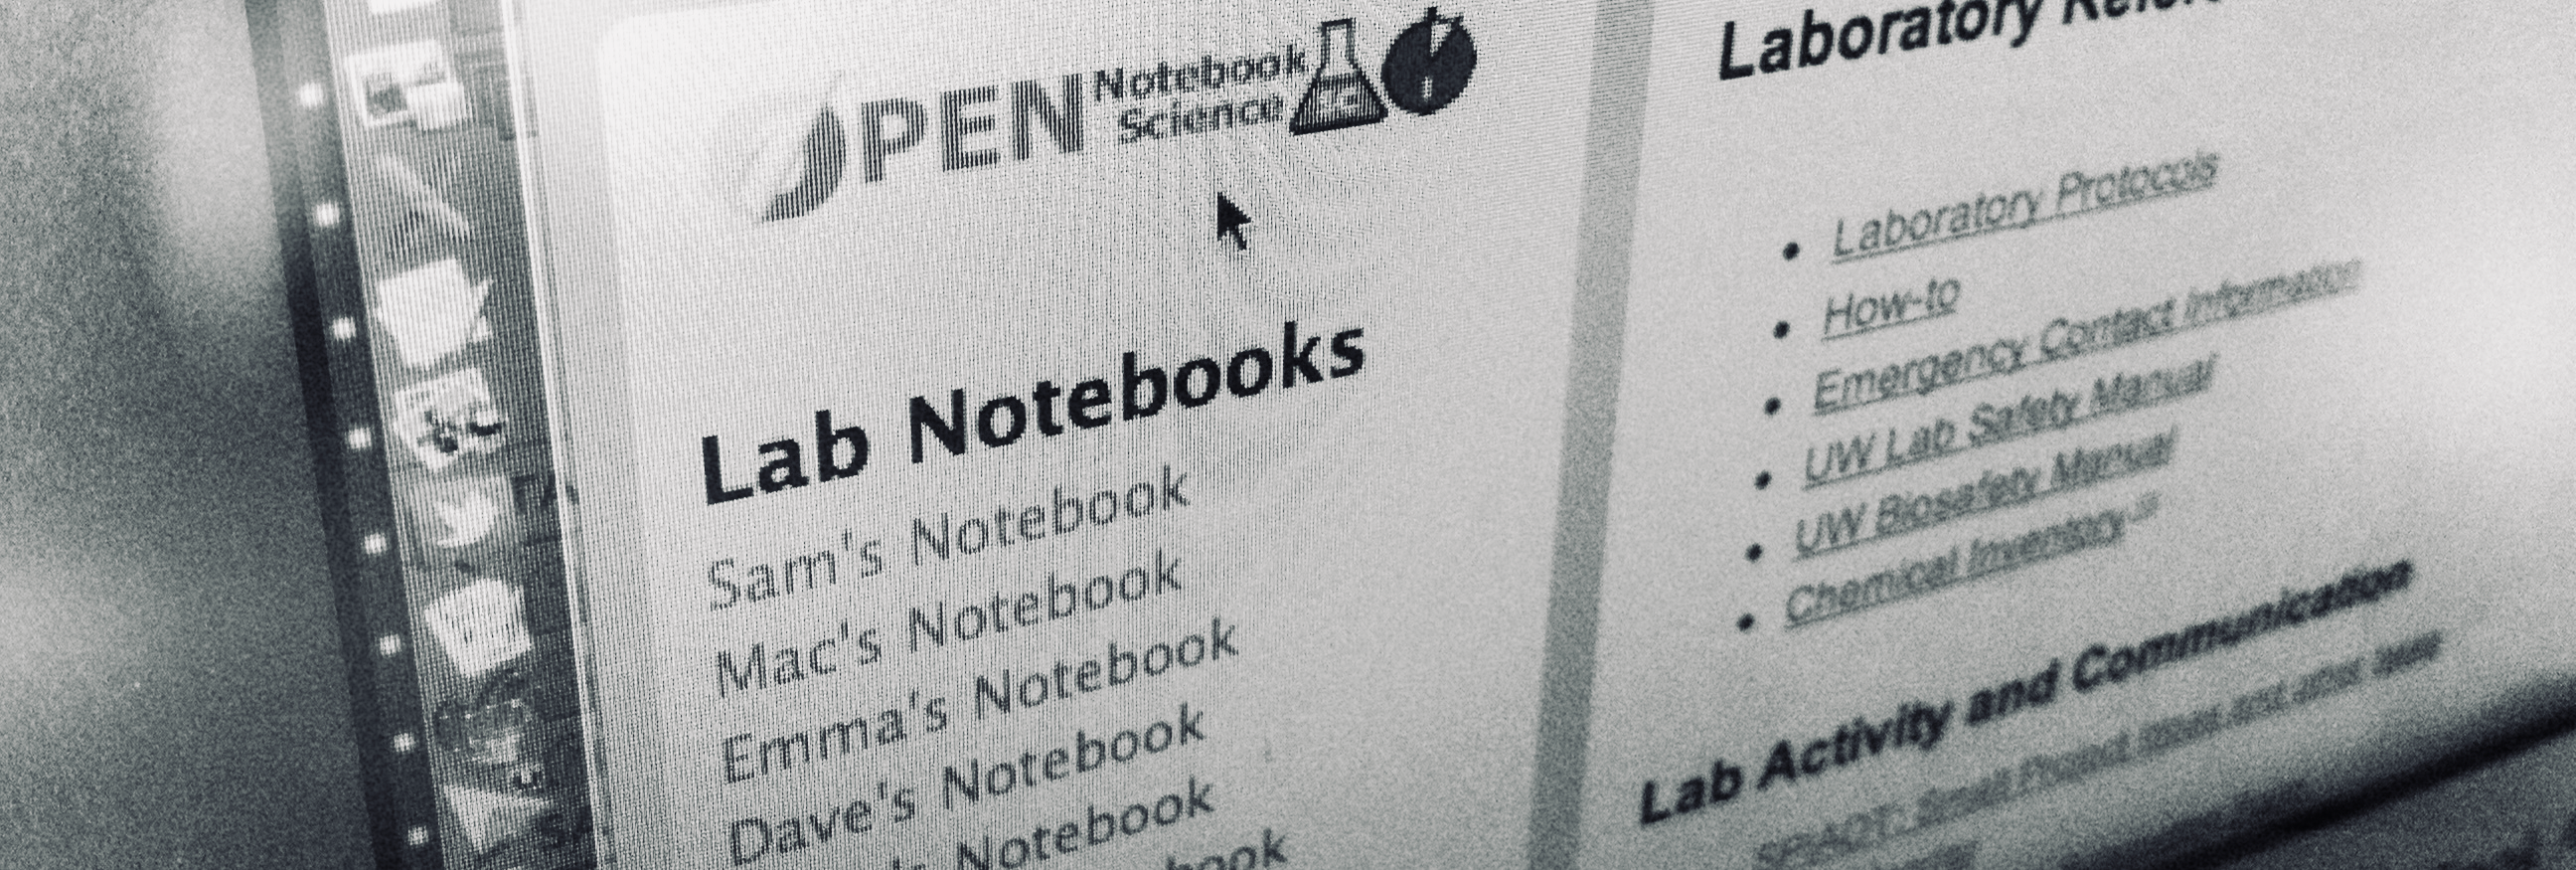 OPEN Notebook
Science
Lab Notebooks
Sam's Notebook
Mac's Notebook
Emma's Notebook
Dave's Notebook
Notebook
Laboratory
Laboratory Protocols
How-to
Emergency Contact Information
UW Lab Safety Manual
UW Biosafety Manual
Chemical Inventory
Lab Activity and Communication